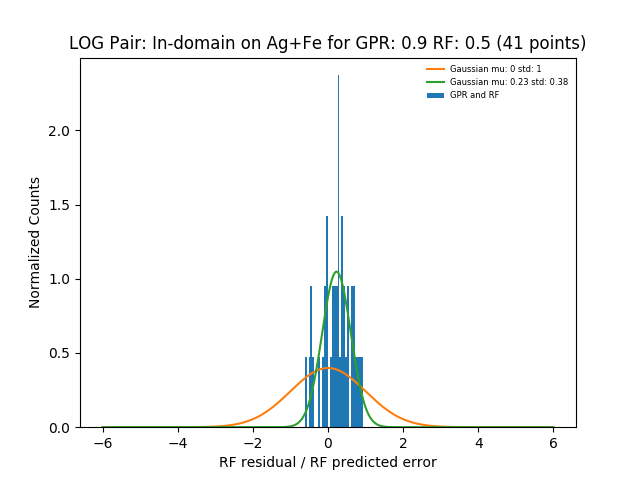 LOG Pair: In-domain on Ag+Fe for GPR: 0.9 RF: 0.5 (41 points)
Gaussian mu: 0 std: 1
Gaussian mu: 0.23 std: 0.38
GPR and RF
Normalized Counts
2.0
1.5
1.0
0.5
0.0
−6 −4 −2 0 2 4 6
RF residual / RF predicted error